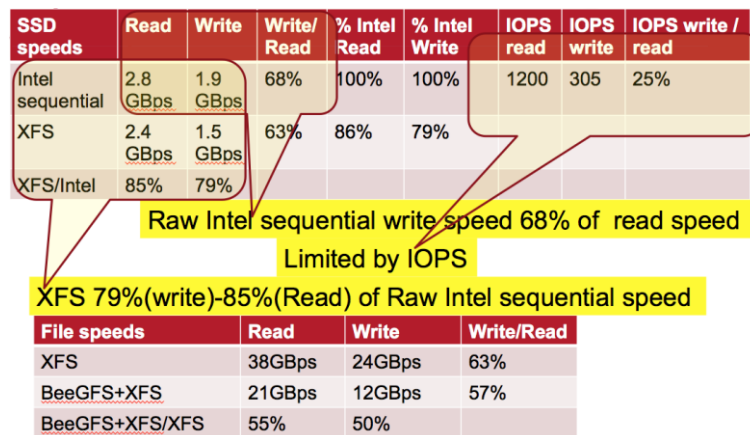 SSD speeds Read Write Write/ Read % Intel Read % Intel Write IOPS read IOPS write IOPS write / read
Intel sequential 2.8 GBps 1.9 GBps 68% 100% 100% 1200 305 25%
XFS 2.4 GBps 1.5 GBps 63% 86% 79%
XFS/Intel 85% 79%
Raw Intel sequential write speed 68% of read speed
Limited by IOPS
XFS 79%(write)-85%(Read) of Raw Intel sequential speed
File speeds Read Write Write/Read
XFS 38GBps 24GBps 63%
BeeGFS+XFS 21GBps 12GBps 57%
BeeGFS+XFS/XFS 55% 50%